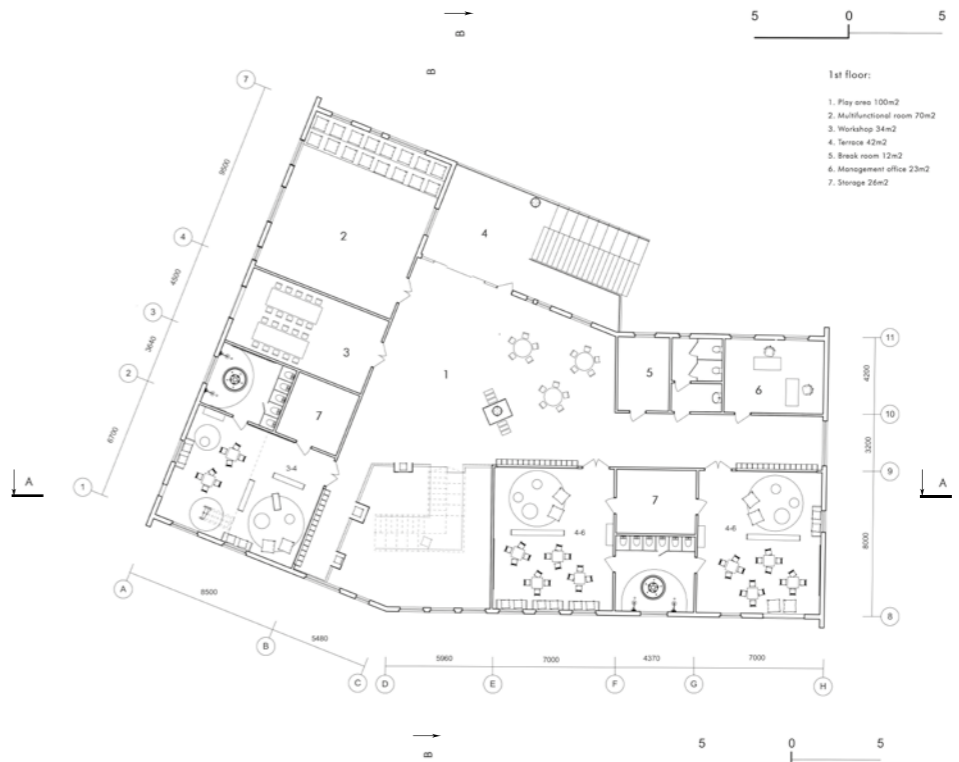 B
B
5 0 5
1st floor:
1. Play area 100m2
2. Multifunctional room 70m2
3. Workshop 34m2
4. Terrace 42m2
5. Break room 12m2
6. Management office 23m2
7. Storage 26m2
7
9500
4
4500
3
3640
2
6700
1
2
4
3
1
7
5
6
3-4
4-6
7
4-6
11
4200
10
3200
9
8000
8
A
A
A
8500
B
5480
C
5960
7000
4370
7000
D
E
F
G
H
B
5 0 5